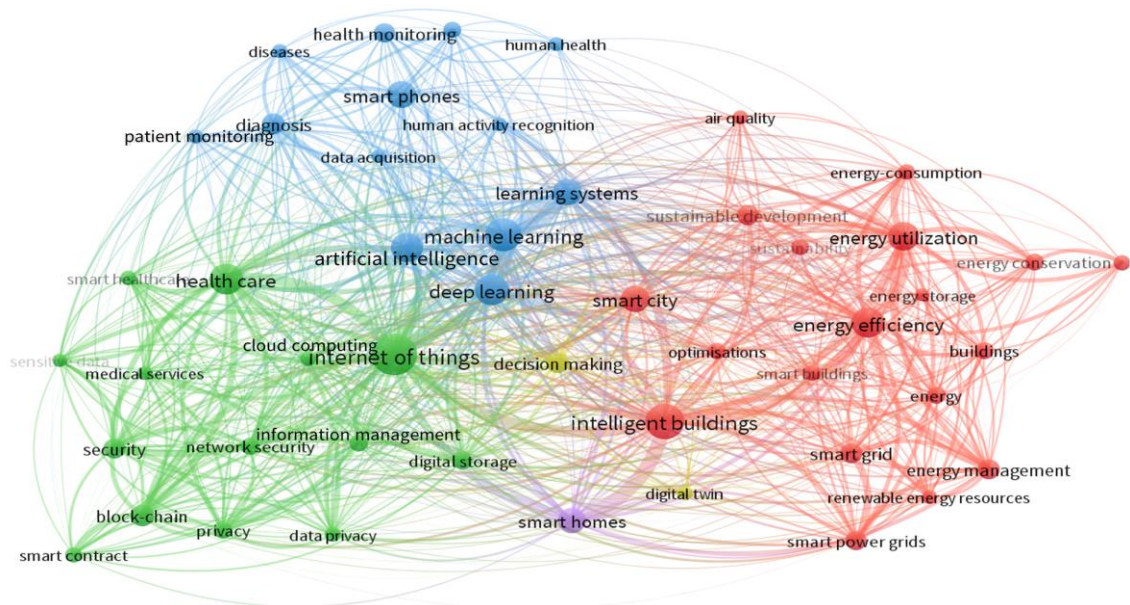 health monitoring
diseases
human health
smart phones
diagnosis
patient monitoring
human activity recognition
data acquisition
air quality
energy-consumption
learning systems
sustainable development
machine learning
energy utilization
sustainability
artificial intelligence
energy conservation
smart healthcare
health care
deep learning
smart city
energy storage
energy efficiency
cloud computing
internet of things
sensitive data
medical services
decision making
optimisations
buildings
smart buildings
energy
intelligent buildings
information management
security
network security
digital storage
smart grid
energy management
digital twin
renewable energy resources
block-chain
privacy
data privacy
smart homes
smart power grids
smart contract